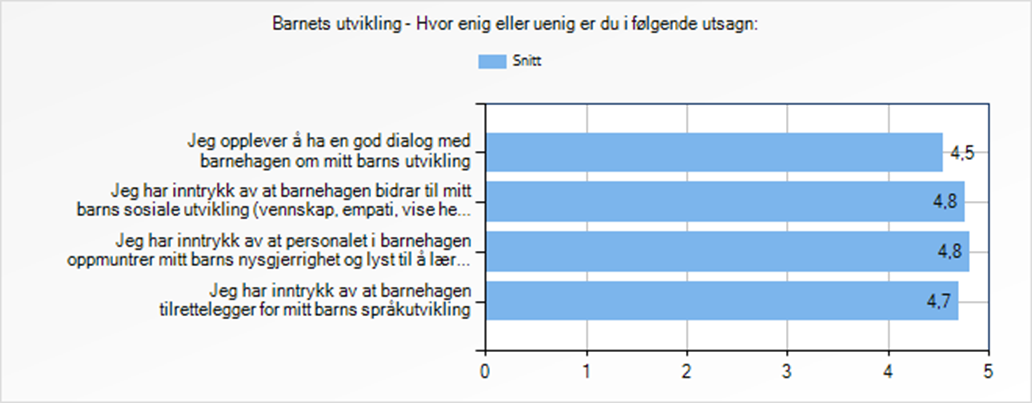 Barnets utvikling - Hvor enig eller uenig er du i følgende utsagn:
Snitt
Jeg opplever å ha en god dialog med
barnehagen om mitt barns utvikling
4,5
Jeg har inntrykk av at barnehagen bidrar til mitt
barns sosiale utvikling (vennskap, empati, vise he...
4,8
Jeg har inntrykk av at personalet i barnehagen
oppmuntrer mitt barns nysgjerrighet og lyst til å lær...
4,8
Jeg har inntrykk av at barnehagen
tilrettelegger for mitt barns språkutvikling
4,7
0 1 2 3 4 5